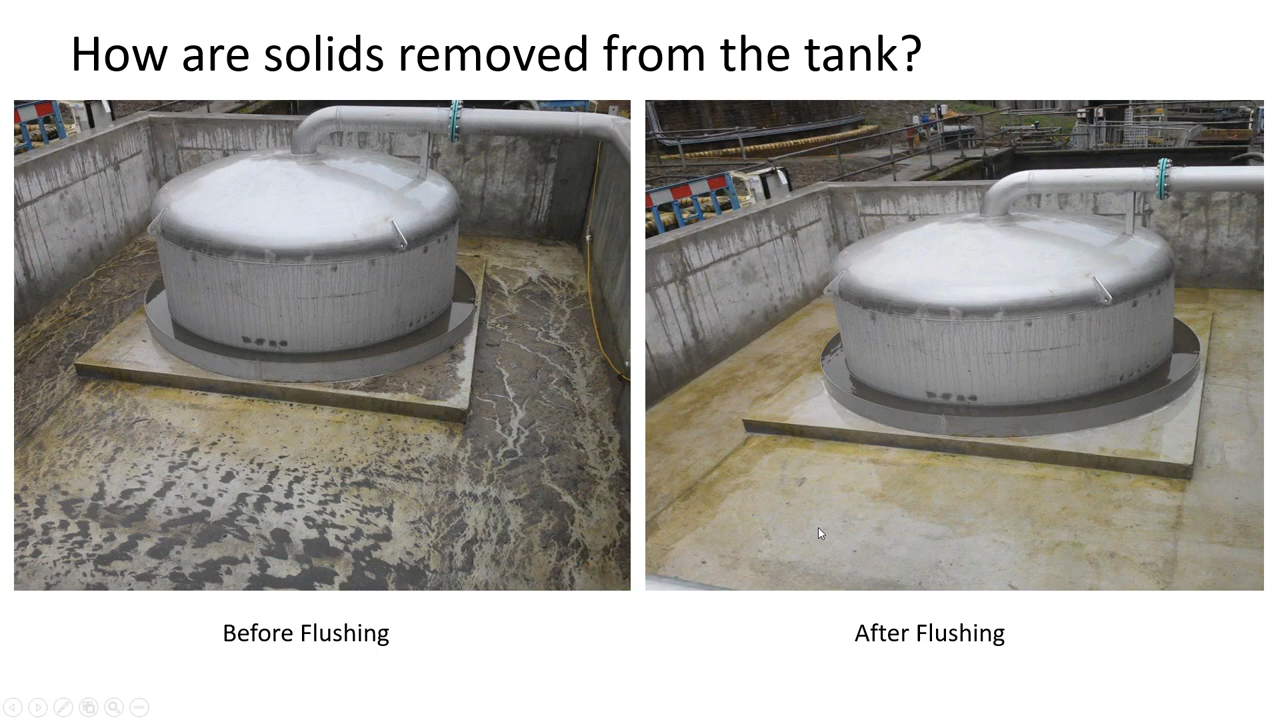 How are solids removed from the tank?
Before Flushing
After Flushing